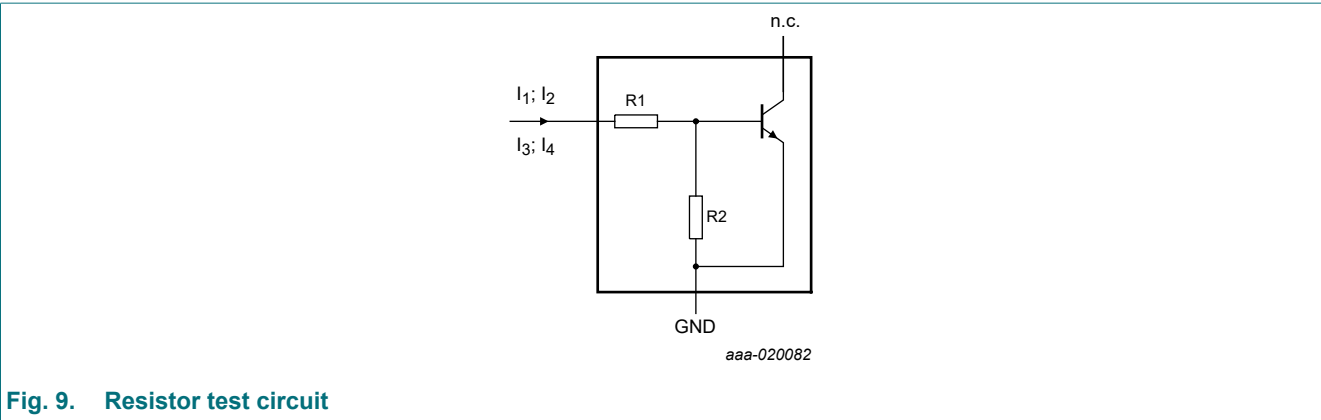 n.c.
I1; I2
R1
I3; I4
R2
GND
aaa-020082
Fig. 9. Resistor test circuit